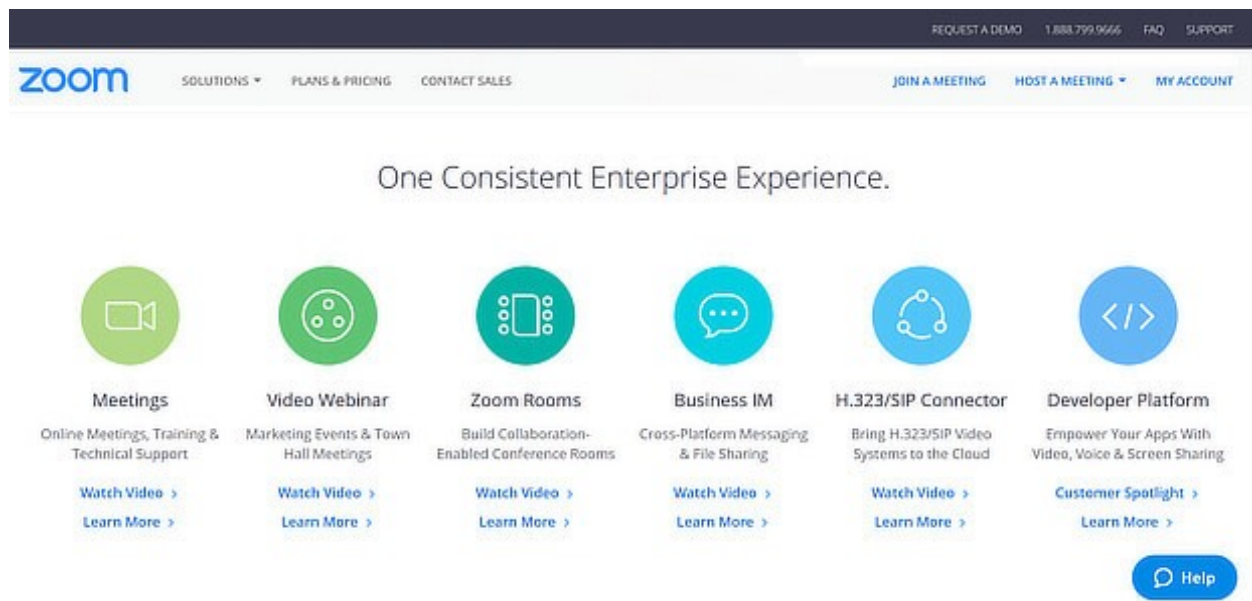 REQUEST A DEMO 1.888.799.9666 FAQ SUPPORT
zoom SOLUTIONS PLANS & PRICING CONTACT SALES JOIN A MEETING HOST A MEETING MY ACCOUNT
One Consistent Enterprise Experience.
Meetings
Online Meetings, Training &
Technical Support
Watch Video >
Learn More >
Video Webinar
Marketing Events & Town
Hall Meetings
Watch Video >
Learn More >
Zoom Rooms
Build Collaboration-
Enabled Conference Rooms
Watch Video >
Learn More >
Business IM
Cross-Platform Messaging
& File Sharing
Watch Video >
Learn More >
H.323/SIP Connector
Bring H.323/SIP Video
Systems to the Cloud
Watch Video >
Learn More >
Developer Platform
Empower Your Apps With
Video, Voice & Screen Sharing
Customer Spotlight >
Learn More >
Help